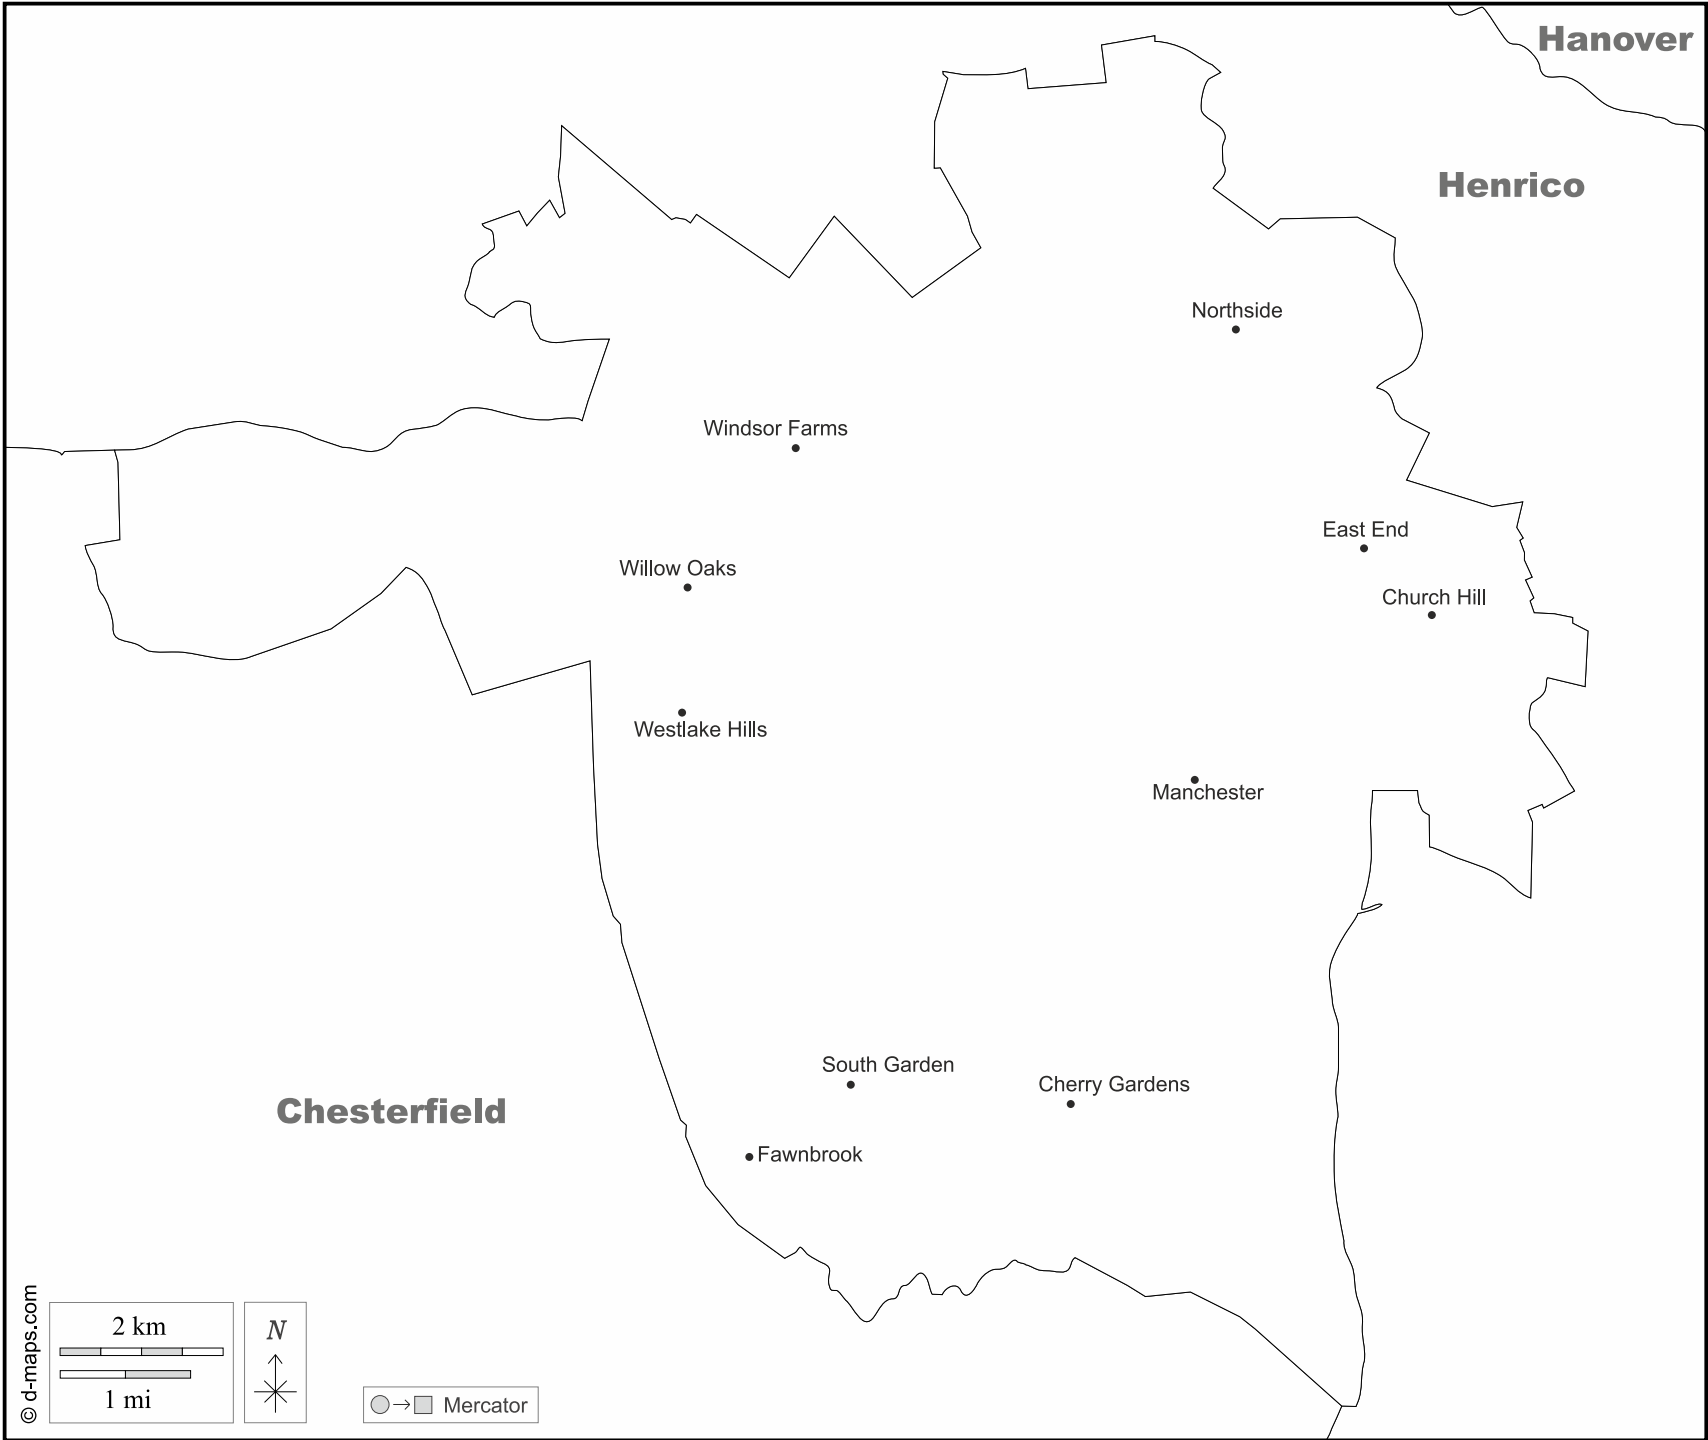 Hanover
Henrico
Northside
Windsor Farms
East End
Willow Oaks
Church Hill
Westlake Hills
Manchester
South Garden
Cherry Gardens
Chesterfield
Fawnbrook
© d-maps.com
2 km
1 mi
N
Mercator